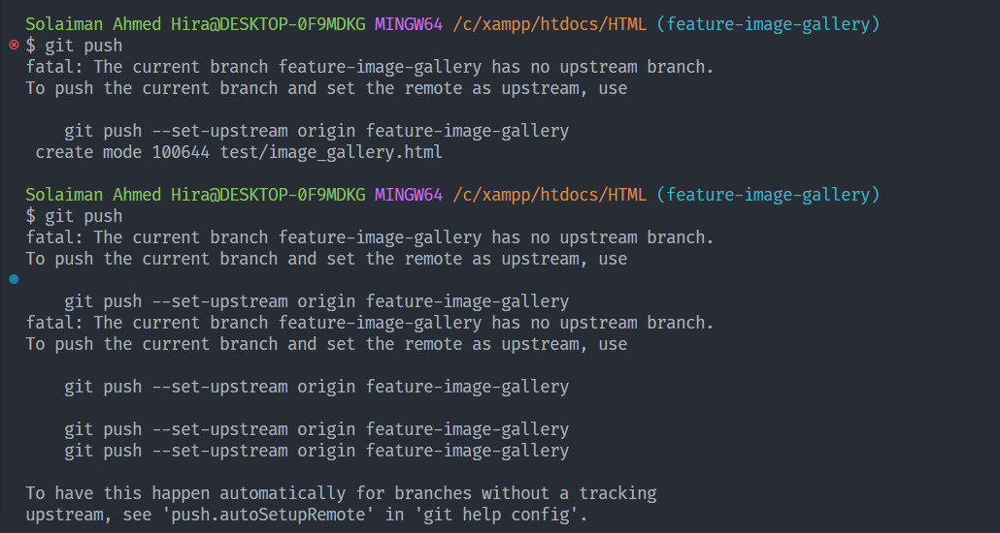 Solaiman Ahmed Hira@DESKTOP-0F9MDKG MINGW64 /c/xampp/htdocs/HTML (feature-image-gallery)
$ git push
fatal: The current branch feature-image-gallery has no upstream branch.
To push the current branch and set the remote as upstream, use
git push --set-upstream origin feature-image-gallery
create mode 100644 test/image_gallery.html
Solaiman Ahmed Hira@DESKTOP-0F9MDKG MINGW64 /c/xampp/htdocs/HTML (feature-image-gallery)
$ git push
fatal: The current branch feature-image-gallery has no upstream branch.
To push the current branch and set the remote as upstream, use
git push --set-upstream origin feature-image-gallery
fatal: The current branch feature-image-gallery has no upstream branch.
To push the current branch and set the remote as upstream, use
git push --set-upstream origin feature-image-gallery
git push --set-upstream origin feature-image-gallery
git push --set-upstream origin feature-image-gallery
To have this happen automatically for branches without a tracking
upstream, see 'push.autoSetupRemote' in 'git help config'.